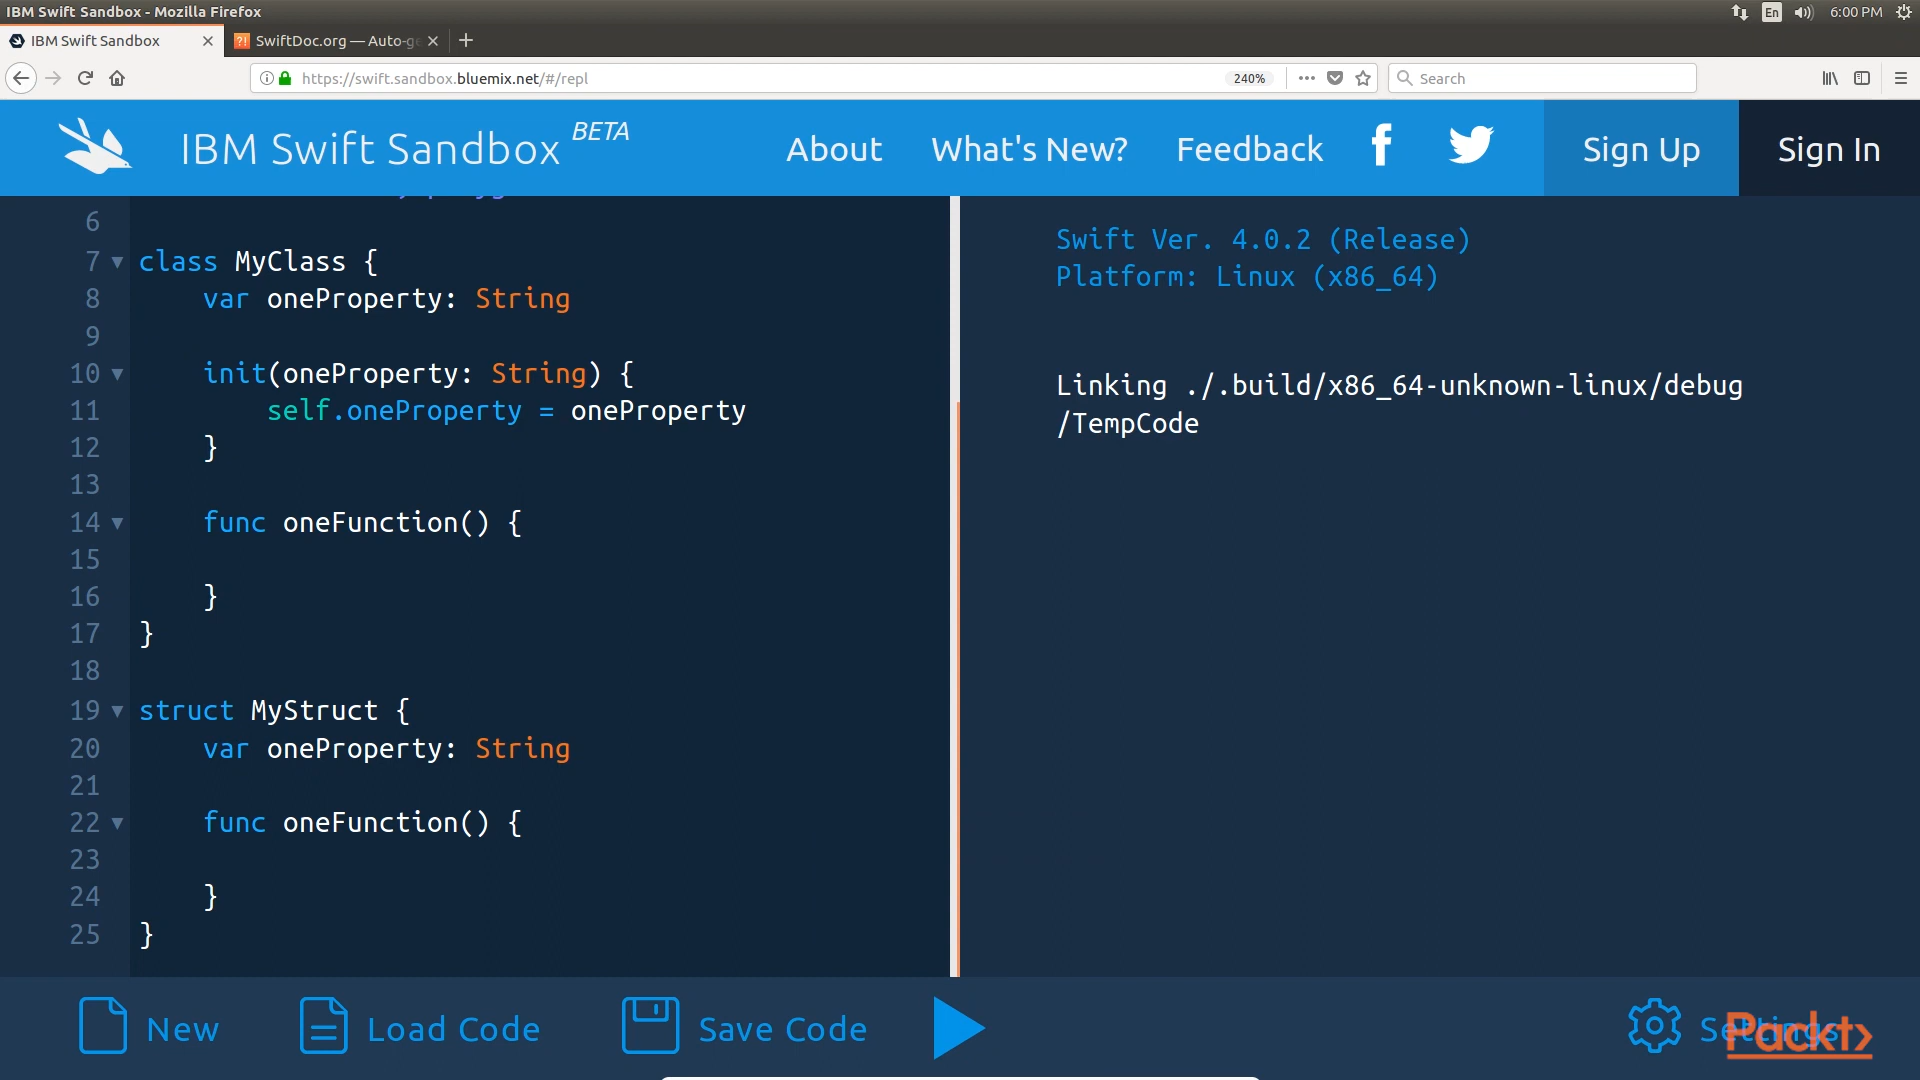 IBM Swift Sandbox - Mozilla Firefox
En
6:00 PM
IBM Swift Sandbox
SwiftDoc.org — Auto-ge
https://swift.sandbox.bluemix.net/#/repl
240%
Search
IBM Swift Sandbox BETA
About
What's New?
Feedback
Sign Up
Sign In
6
7 class MyClass {
8 var oneProperty: String
9
10 init(oneProperty: String) {
11 self.oneProperty = oneProperty
12 }
13
14 func oneFunction() {
15
16 }
17 }
18
19 struct MyStruct {
20 var oneProperty: String
21
22 func oneFunction() {
23
24 }
25 }
Swift Ver. 4.0.2 (Release)
Platform: Linux (x86_64)
Linking ./.build/x86_64-unknown-linux/debug
/TempCode
New
Load Code
Save Code
Settings
Packt>